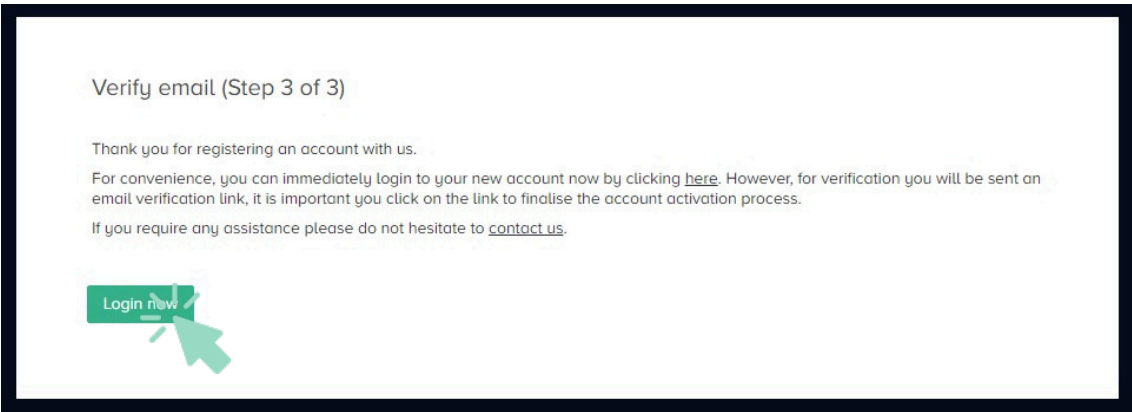 Verify email (Step 3 of 3)
Thank you for registering an account with us.
For convenience, you can immediately login to your new account now by clicking here. However, for verification you will be sent an
email verification link, it is important you click on the link to finalise the account activation process.
If you require any assistance please do not hesitate to contact us.
Login now